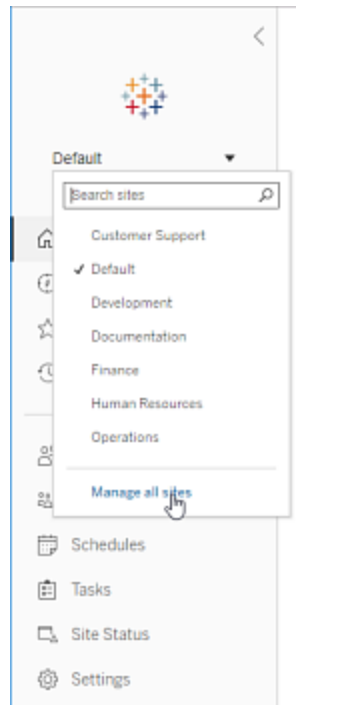 Default
Search sites
Customer Support
Default
Development
Documentation
Finance
Human Resources
Operations
Manage all sites
Schedules
Tasks
Site Status
Settings